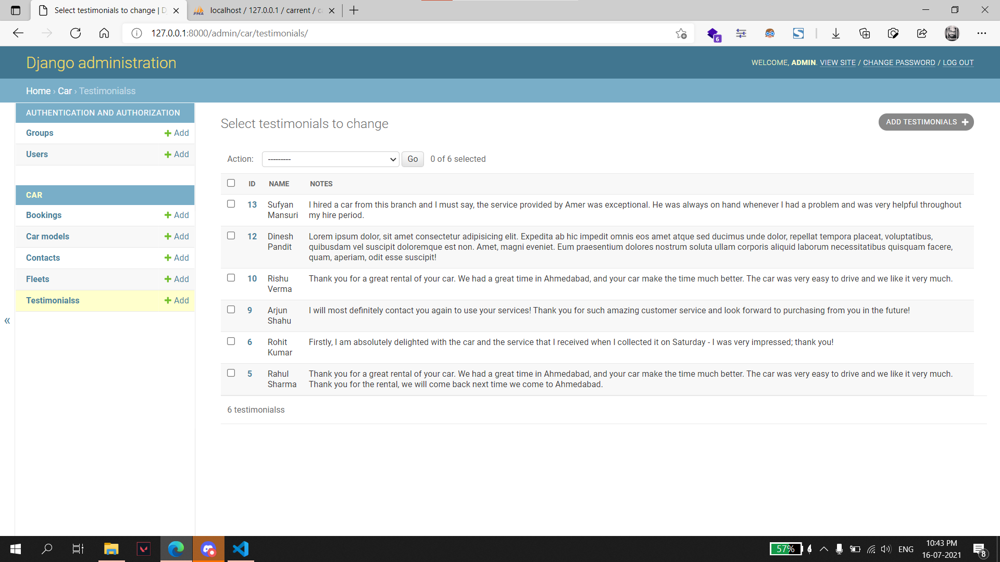 Select testimonials to change | D
localhost / 127.0.0.1 / carrent / c
127.0.0.1:8000/admin/car/testimonials/
6
Django administration
WELCOME, ADMIN. VIEW SITE / CHANGE PASSWORD / LOG OUT
Home › Car › Testimonialss
AUTHENTICATION AND AUTHORIZATION
Groups + Add
Users + Add
CAR
Bookings + Add
Car models + Add
Contacts + Add
Fleets + Add
Testimonialss + Add
«
Select testimonials to change
ADD TESTIMONIALS +
Action: --------- Go 0 of 6 selected
ID NAME NOTES
13 Sufyan Mansuri I hired a car from this branch and I must say, the service provided by Amer was exceptional. He was always on hand whenever I had a problem and was very helpful throughout
my hire period.
12 Dinesh Pandit Lorem ipsum dolor, sit amet consectetur adipisicing elit. Expedita ab hic impedit omnis eos amet atque sed ducimus unde dolor, repellat tempora placeat, voluptatibus,
quibusdam vel suscipit doloremque est non. Amet, magni eveniet. Eum praesentium dolores nostrum soluta ullam corporis aliquid laborum necessitatibus quisquam facere,
quam, aperiam, odit esse suscipit!
10 Rishu Verma Thank you for a great rental of your car. We had a great time in Ahmedabad, and your car make the time much better. The car was very easy to drive and we like it very much.
9 Arjun Shahu I will most definitely contact you again to use your services! Thank you for such amazing customer service and look forward to purchasing from you in the future!
6 Rohit Kumar Firstly, I am absolutely delighted with the car and the service that I received when I collected it on Saturday - I was very impressed; thank you!
5 Rahul Sharma Thank you for a great rental of your car. We had a great time in Ahmedabad, and your car make the time much better. The car was very easy to drive and we like it very much.
Thank you for the rental, we will come back next time we come to Ahmedabad.
6 testimonialss
57%
ENG
10:43 PM
16-07-2021
8